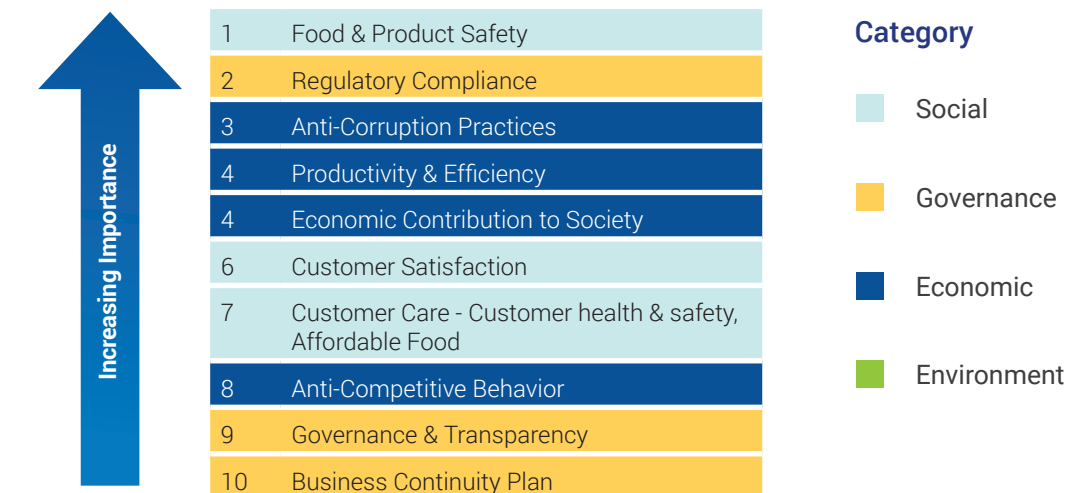 Increasing Importance
1 Food & Product Safety
2 Regulatory Compliance
3 Anti-Corruption Practices
4 Productivity & Efficiency
4 Economic Contribution to Society
6 Customer Satisfaction
7 Customer Care - Customer health & safety,
Affordable Food
8 Anti-Competitive Behavior
9 Governance & Transparency
10 Business Continuity Plan
Category
Social
Governance
Economic
Environment